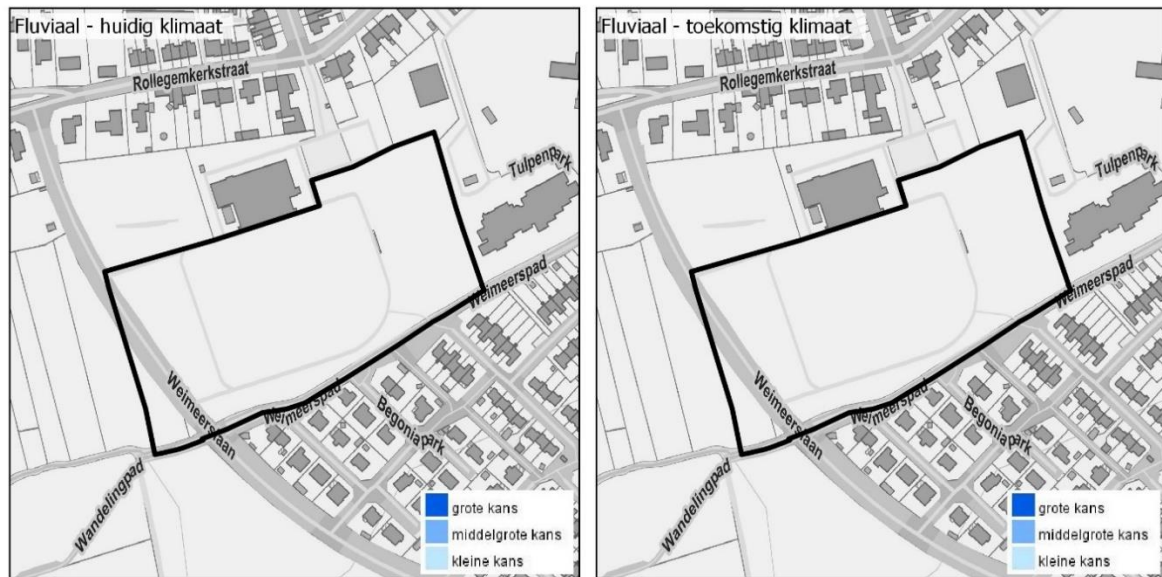 Fluviaal - huidig klimaat
Rollegemkerkstraat
Tulpenpark
Weimeerspad
Weimeerslaan
Weimeerspad
Begoniapark
Wandelingpad
grote kans
middelgrote kans
kleine kans
Fluviaal - toekomstig klimaat
Rollegemkerkstraat
Tulpenpark
Weimeerspad
Weimeerslaan
Weimeerspad
Begoniapark
Wandelingpad
grote kans
middelgrote kans
kleine kans